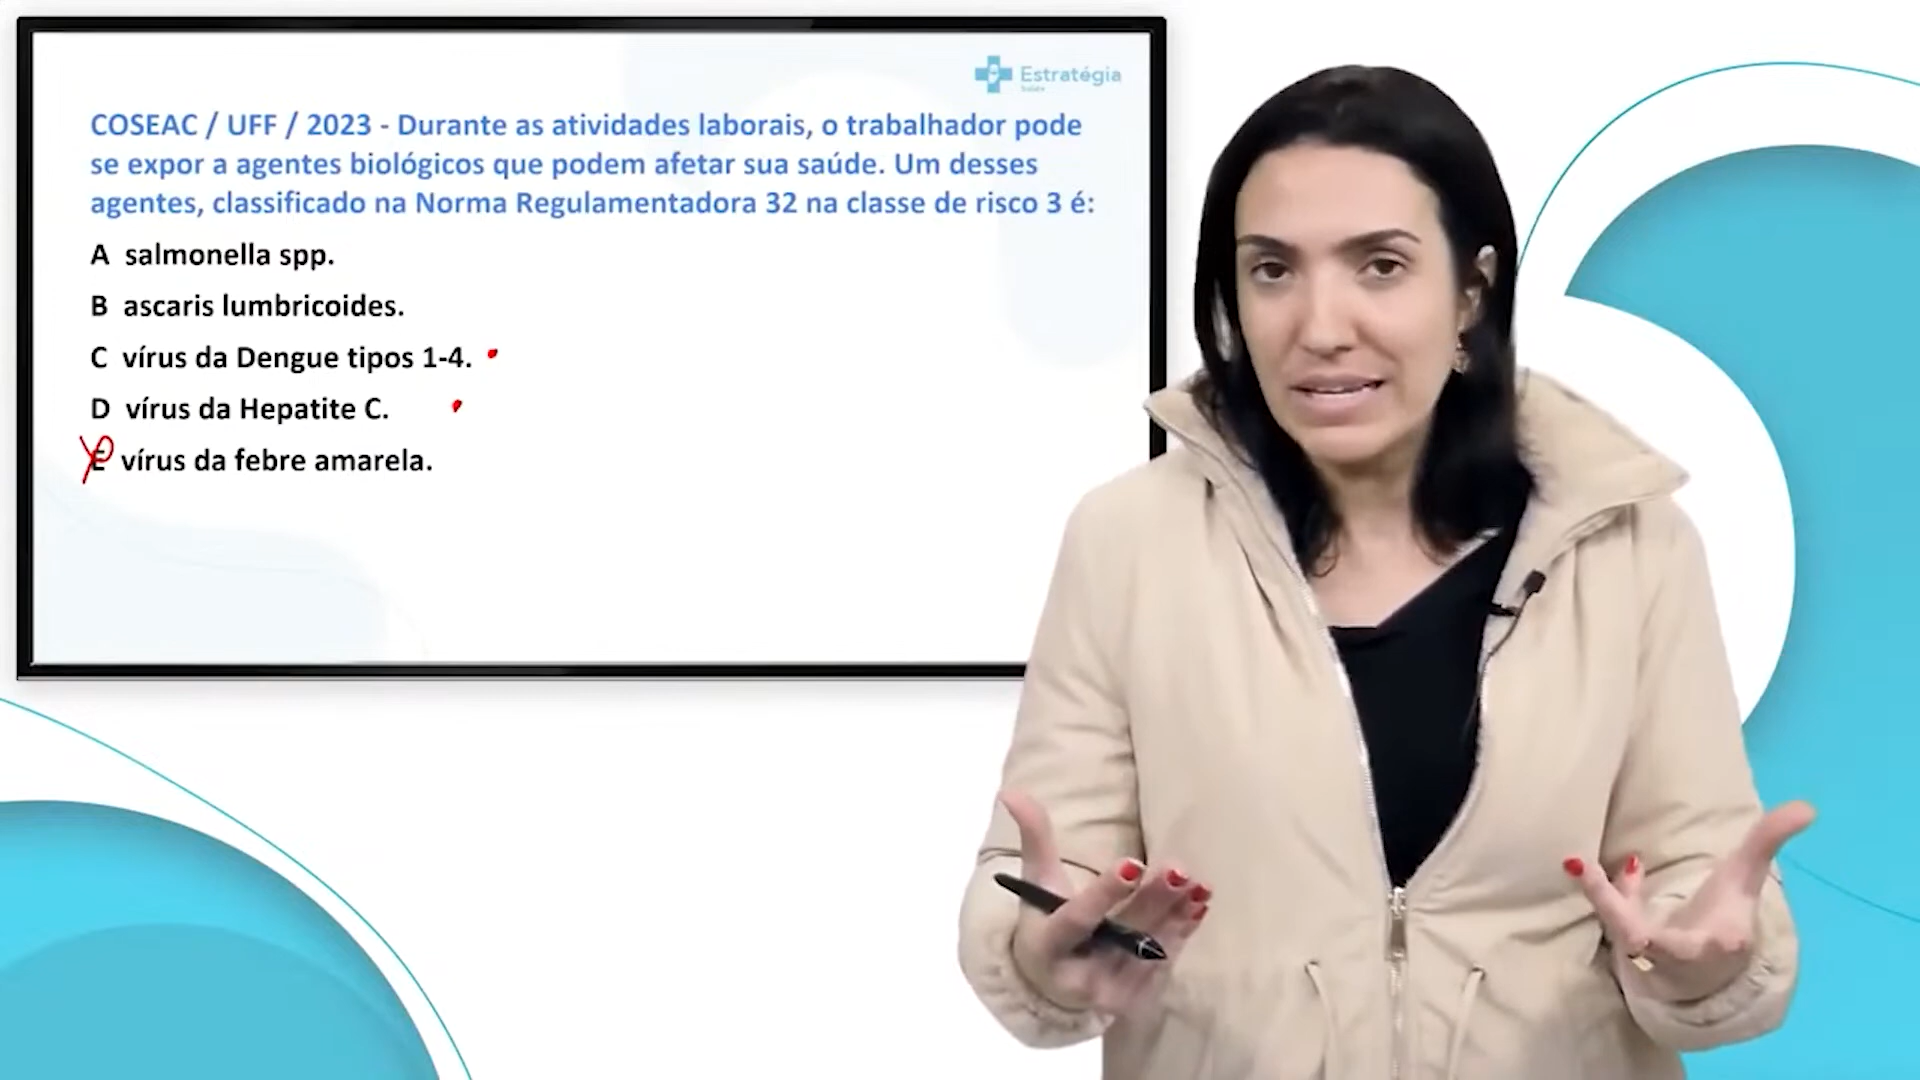 Estratégia
Saúde
COSEAC / UFF / 2023 - Durante as atividades laborais, o trabalhador pode
se expor a agentes biológicos que podem afetar sua saúde. Um desses
agentes, classificado na Norma Regulamentadora 32 na classe de risco 3 é:
A salmonella spp.
B ascaris lumbricoides.
C vírus da Dengue tipos 1-4.
D vírus da Hepatite C.
E vírus da febre amarela.